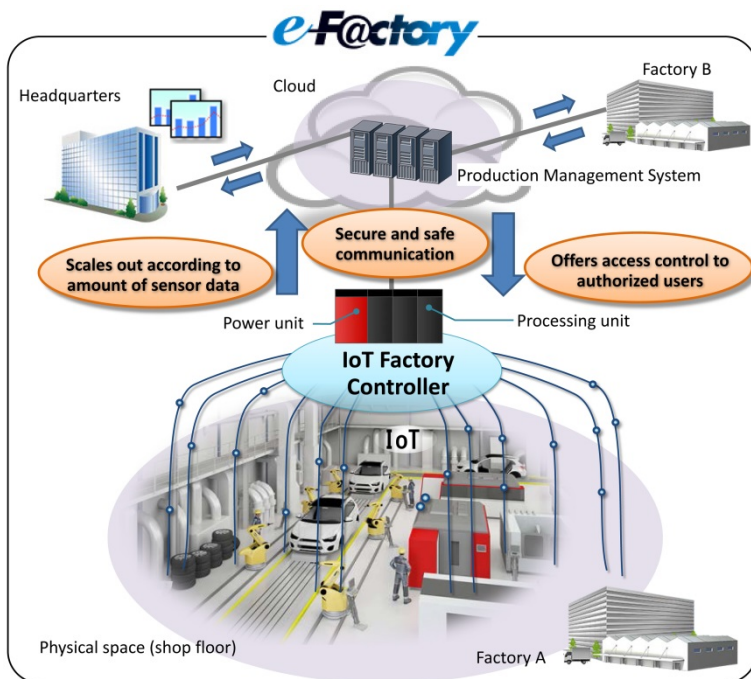 e-F@ctory
Headquarters
Cloud
Factory B
Production Management System
Secure and safe
communication
Scales out according to
amount of sensor data
Offers access control to
authorized users
Power unit
Processing unit
IoT Factory
Controller
IoT
Physical space (shop floor)
Factory A